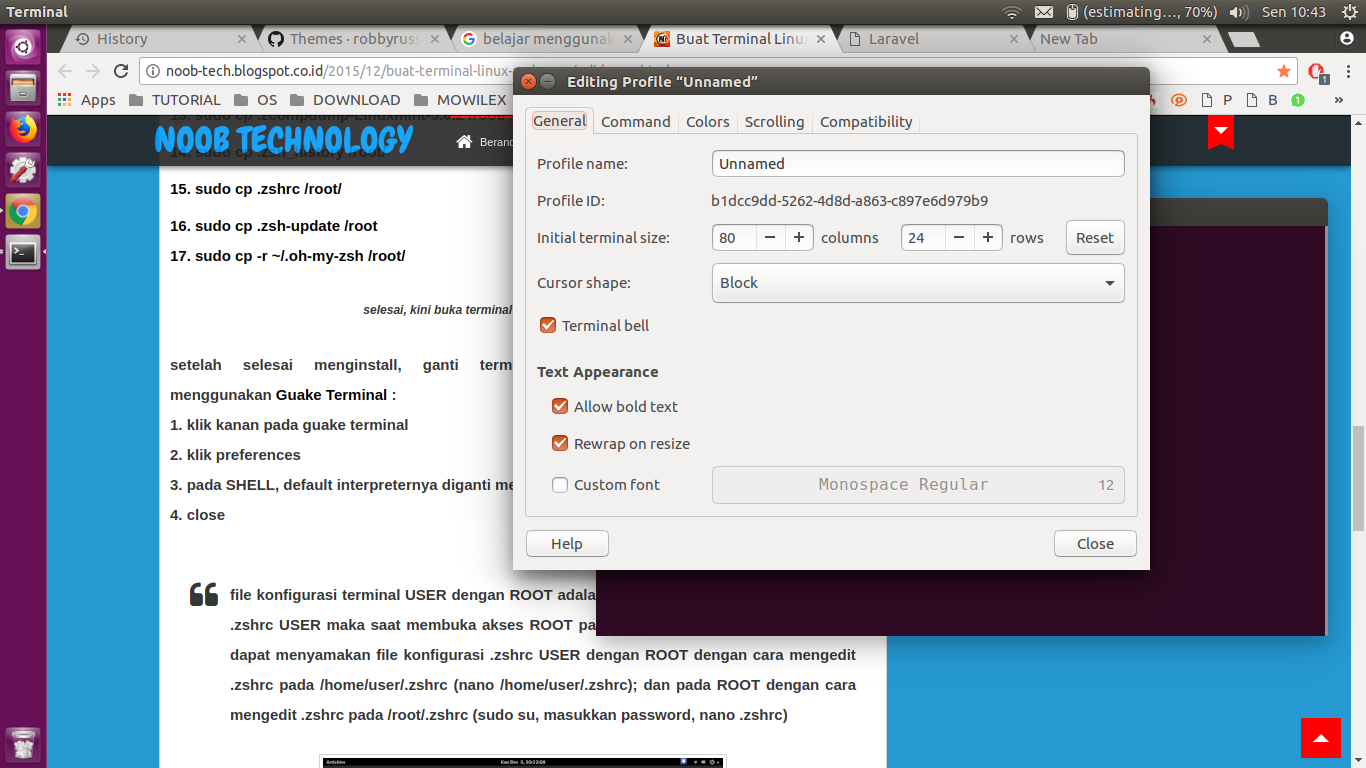 Terminal
(estimating..., 70%)
Sen 10:43
History
Themes · robbyruss
belajar menggunak
Buat Terminal Linu
Laravel
New Tab
noob-tech.blogspot.co.id/2015/12/buat-terminal-linux-
1
Apps
TUTORIAL
OS
DOWNLOAD
MOWILEX
P
B
1
»
NOOB TECHNOLOGY
Beran
14. sudo cp .zsh_history /root/
15. sudo cp .zshrc /root/
16. sudo cp .zsh-update /root
17. sudo cp -r ~/.oh-my-zsh /root/
selesai, kini buka terminal
setelah selesai menginstall, ganti term
menggunakan Guake Terminal :
1. klik kanan pada guake terminal
2. klik preferences
3. pada SHELL, default interpreternya diganti me
4. close
file konfigurasi terminal USER dengan ROOT adala
.zshrc USER maka saat membuka akses ROOT pa
dapat menyamakan file konfigurasi .zshrc USER dengan ROOT dengan cara mengedit
.zshrc pada /home/user/.zshrc (nano /home/user/.zshrc); dan pada ROOT dengan cara
mengedit .zshrc pada /root/.zshrc (sudo su, masukkan password, nano .zshrc)
Activities
Editing Profile “Unnamed”
General
Command
Colors
Scrolling
Compatibility
Profile name:
Unnamed
Profile ID:
b1dcc9dd-5262-4d8d-a863-c897e6d979b9
Initial terminal size:
80 − + columns
24 − + rows
Reset
Cursor shape:
Block
Terminal bell
Text Appearance
Allow bold text
Rewrap on resize
Custom font
Monospace Regular 12
Help
Close